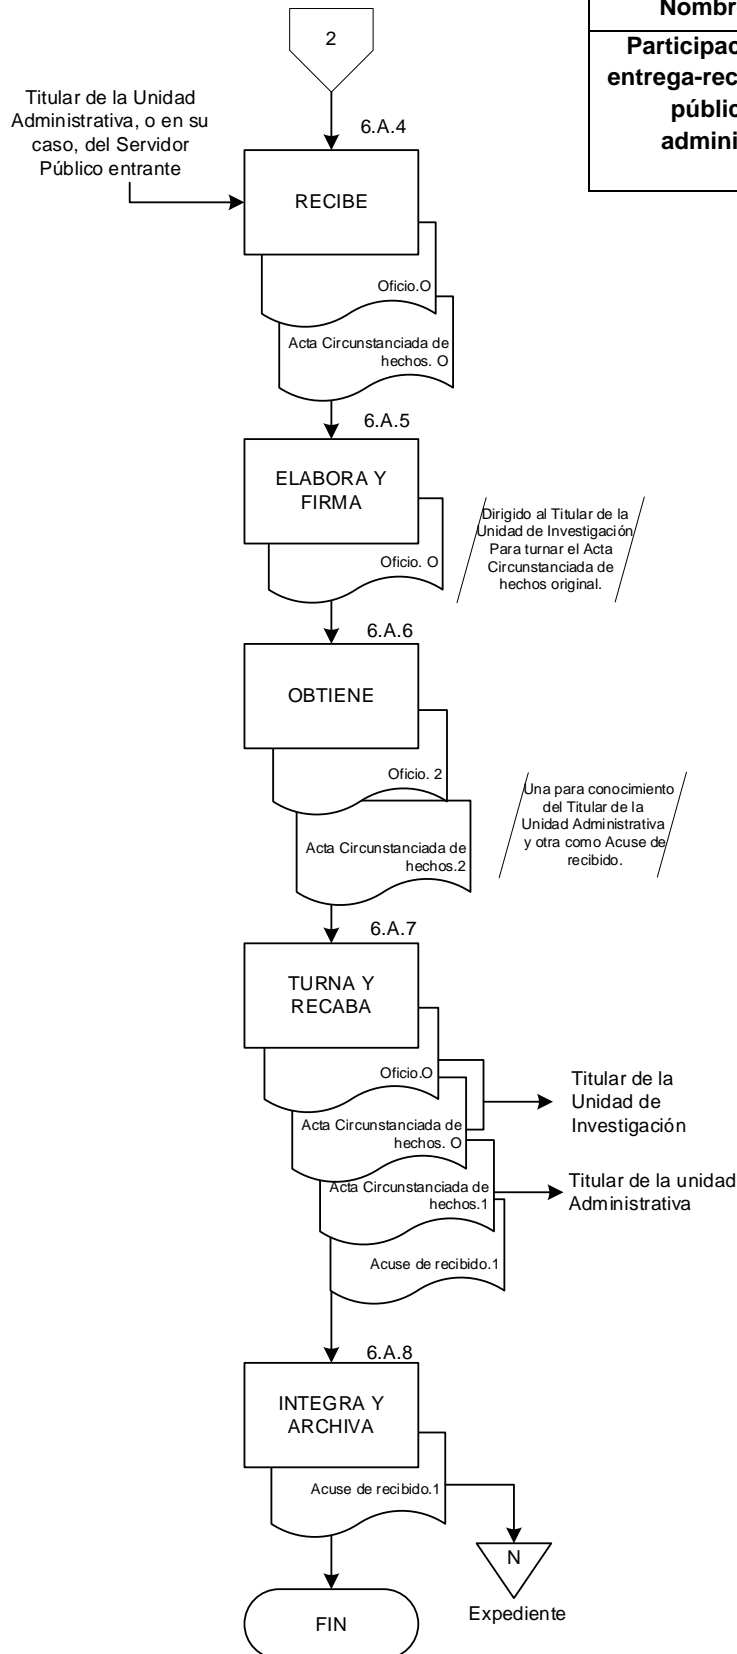 Nombr
Participac
entrega-rec
públic
admini
2
Titular de la Unidad
Administrativa, o en su
caso, del Servidor
Público entrante
6.A.4
RECIBE
Oficio.O
Acta Circunstanciada de
hechos. O
6.A.5
ELABORA Y
FIRMA
Oficio. O
Dirigido al Titular de la
Unidad de Investigación
Para turnar el Acta
Circunstanciada de
hechos original.
6.A.6
OBTIENE
Oficio. 2
Acta Circunstanciada de
hechos.2
Una para conocimiento
del Titular de la
Unidad Administrativa
y otra como Acuse de
recibido.
6.A.7
TURNA Y
RECABA
Oficio.O
Acta Circunstanciada de
hechos. O
Titular de la
Unidad de
Investigación
Acta Circunstanciada de
hechos.1
Titular de la unidad
Administrativa
Acuse de recibido.1
6.A.8
INTEGRA Y
ARCHIVA
Acuse de recibido.1
N
Expediente
FIN